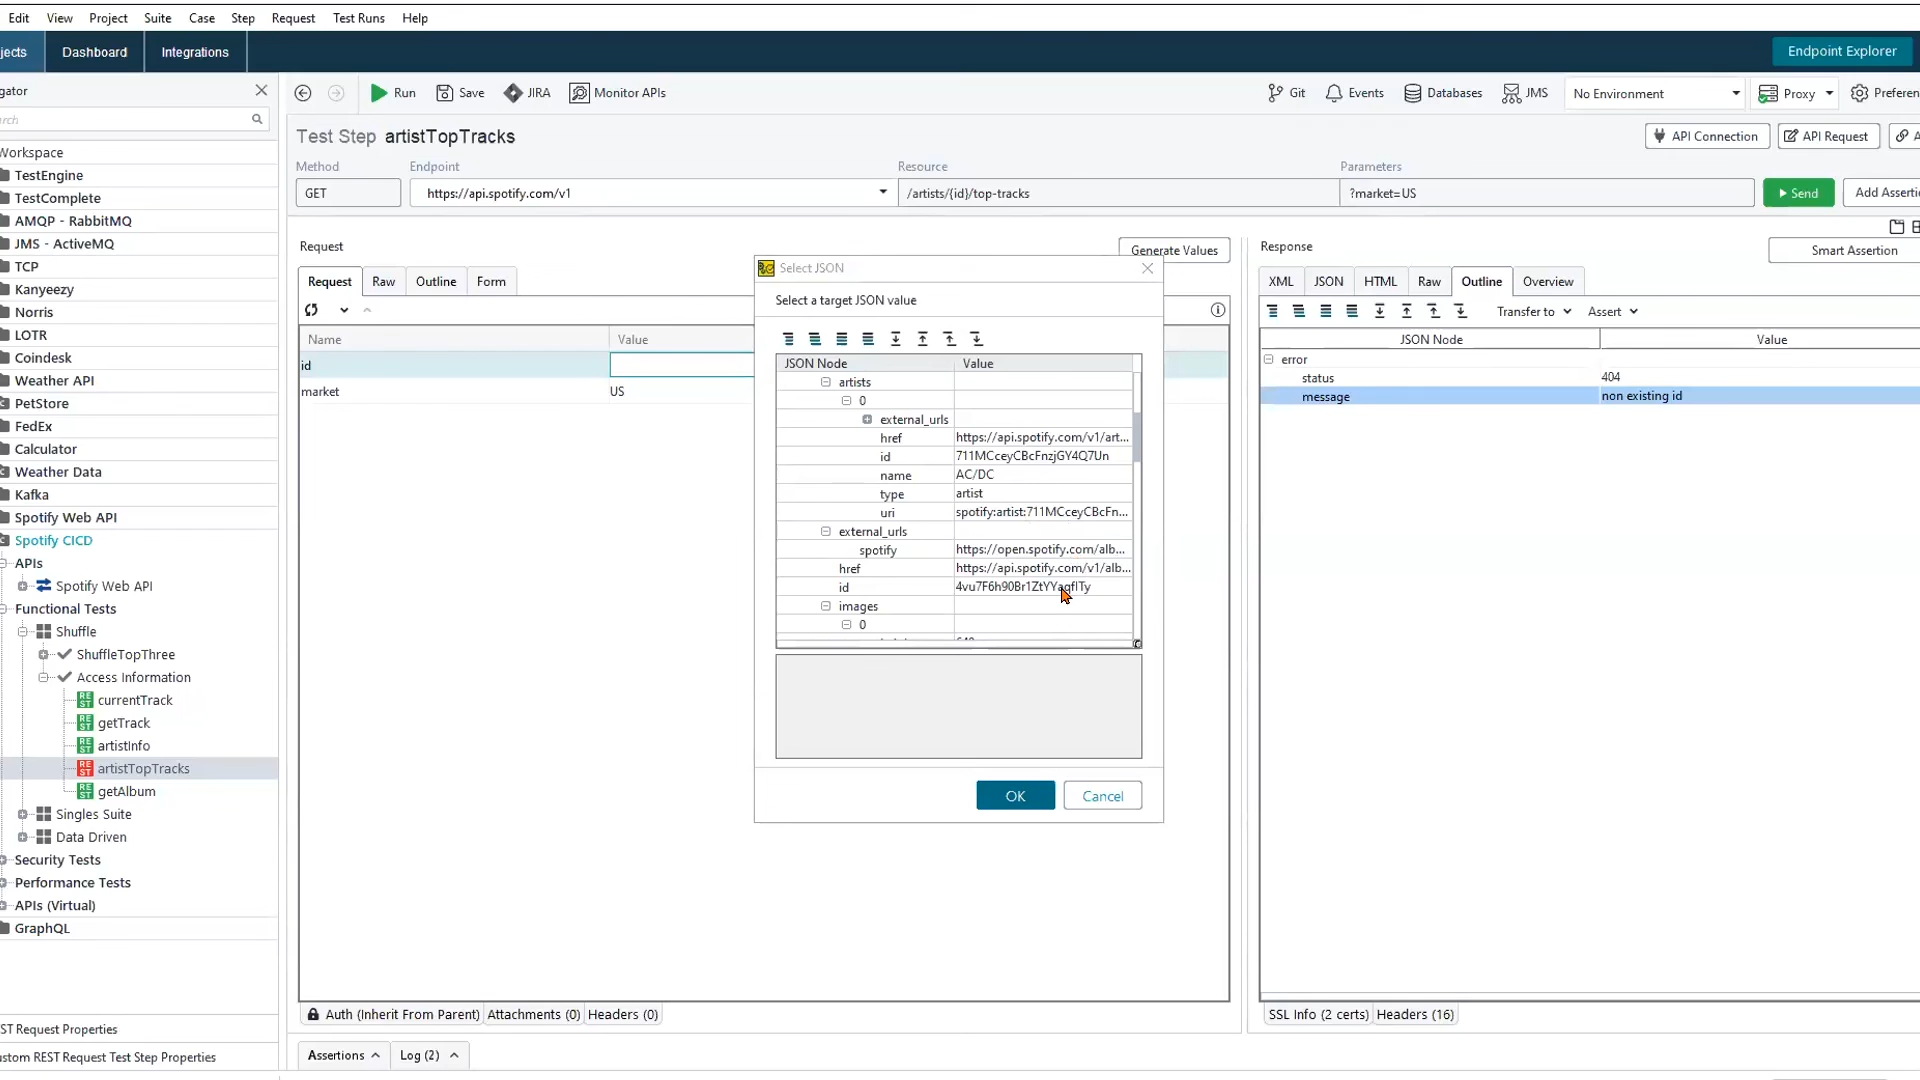 Edit View Project Suite Case Step Request Test Runs Help
jects Dashboard Integrations Endpoint Explorer
gator
Run Save JIRA Monitor APIs Git Events Databases JMS No Environment Proxy Preferen
arch
Test Step artistTopTracks API Connection API Request A
Workspace
Method Endpoint Resource Parameters
TestEngine
GET https://api.spotify.com/v1 /artists/{id}/top-tracks ?market=US Send Add Asserti
TestComplete
AMQP - RabbitMQ
JMS - ActiveMQ
TCP
Kanyeezy
Norris
LOTR
Coindesk
Weather API
PetStore
FedEx
Calculator
Weather Data
Kafka
Spotify Web API
Spotify CICD
APIs
Spotify Web API
Functional Tests
Shuffle
ShuffleTopThree
Access Information
currentTrack
getTrack
artistInfo
artistTopTracks
getAlbum
Singles Suite
Data Driven
Security Tests
Performance Tests
APIs (Virtual)
GraphQL
ST Request Properties
ustom REST Request Test Step Properties
Request Generate Values
Request Raw Outline Form
Name Value
id
market US
Select JSON
Select a target JSON value
JSON Node Value
artists
0
external_urls
href https://api.spotify.com/v1/art...
id 711MCceyCBcFnzjGY4Q7Un
name AC/DC
type artist
uri spotify:artist:711MCceyCBcFn...
external_urls
spotify https://open.spotify.com/alb...
href https://api.spotify.com/v1/alb...
id
images
0
OK Cancel
Auth (Inherit From Parent) Attachments (0) Headers (0)
Assertions Log (2)
Response Smart Assertion
XML JSON HTML Raw Outline Overview
Transfer to Assert
JSON Node Value
error
status 404
message non existing id
SSL Info (2 certs) Headers (16)